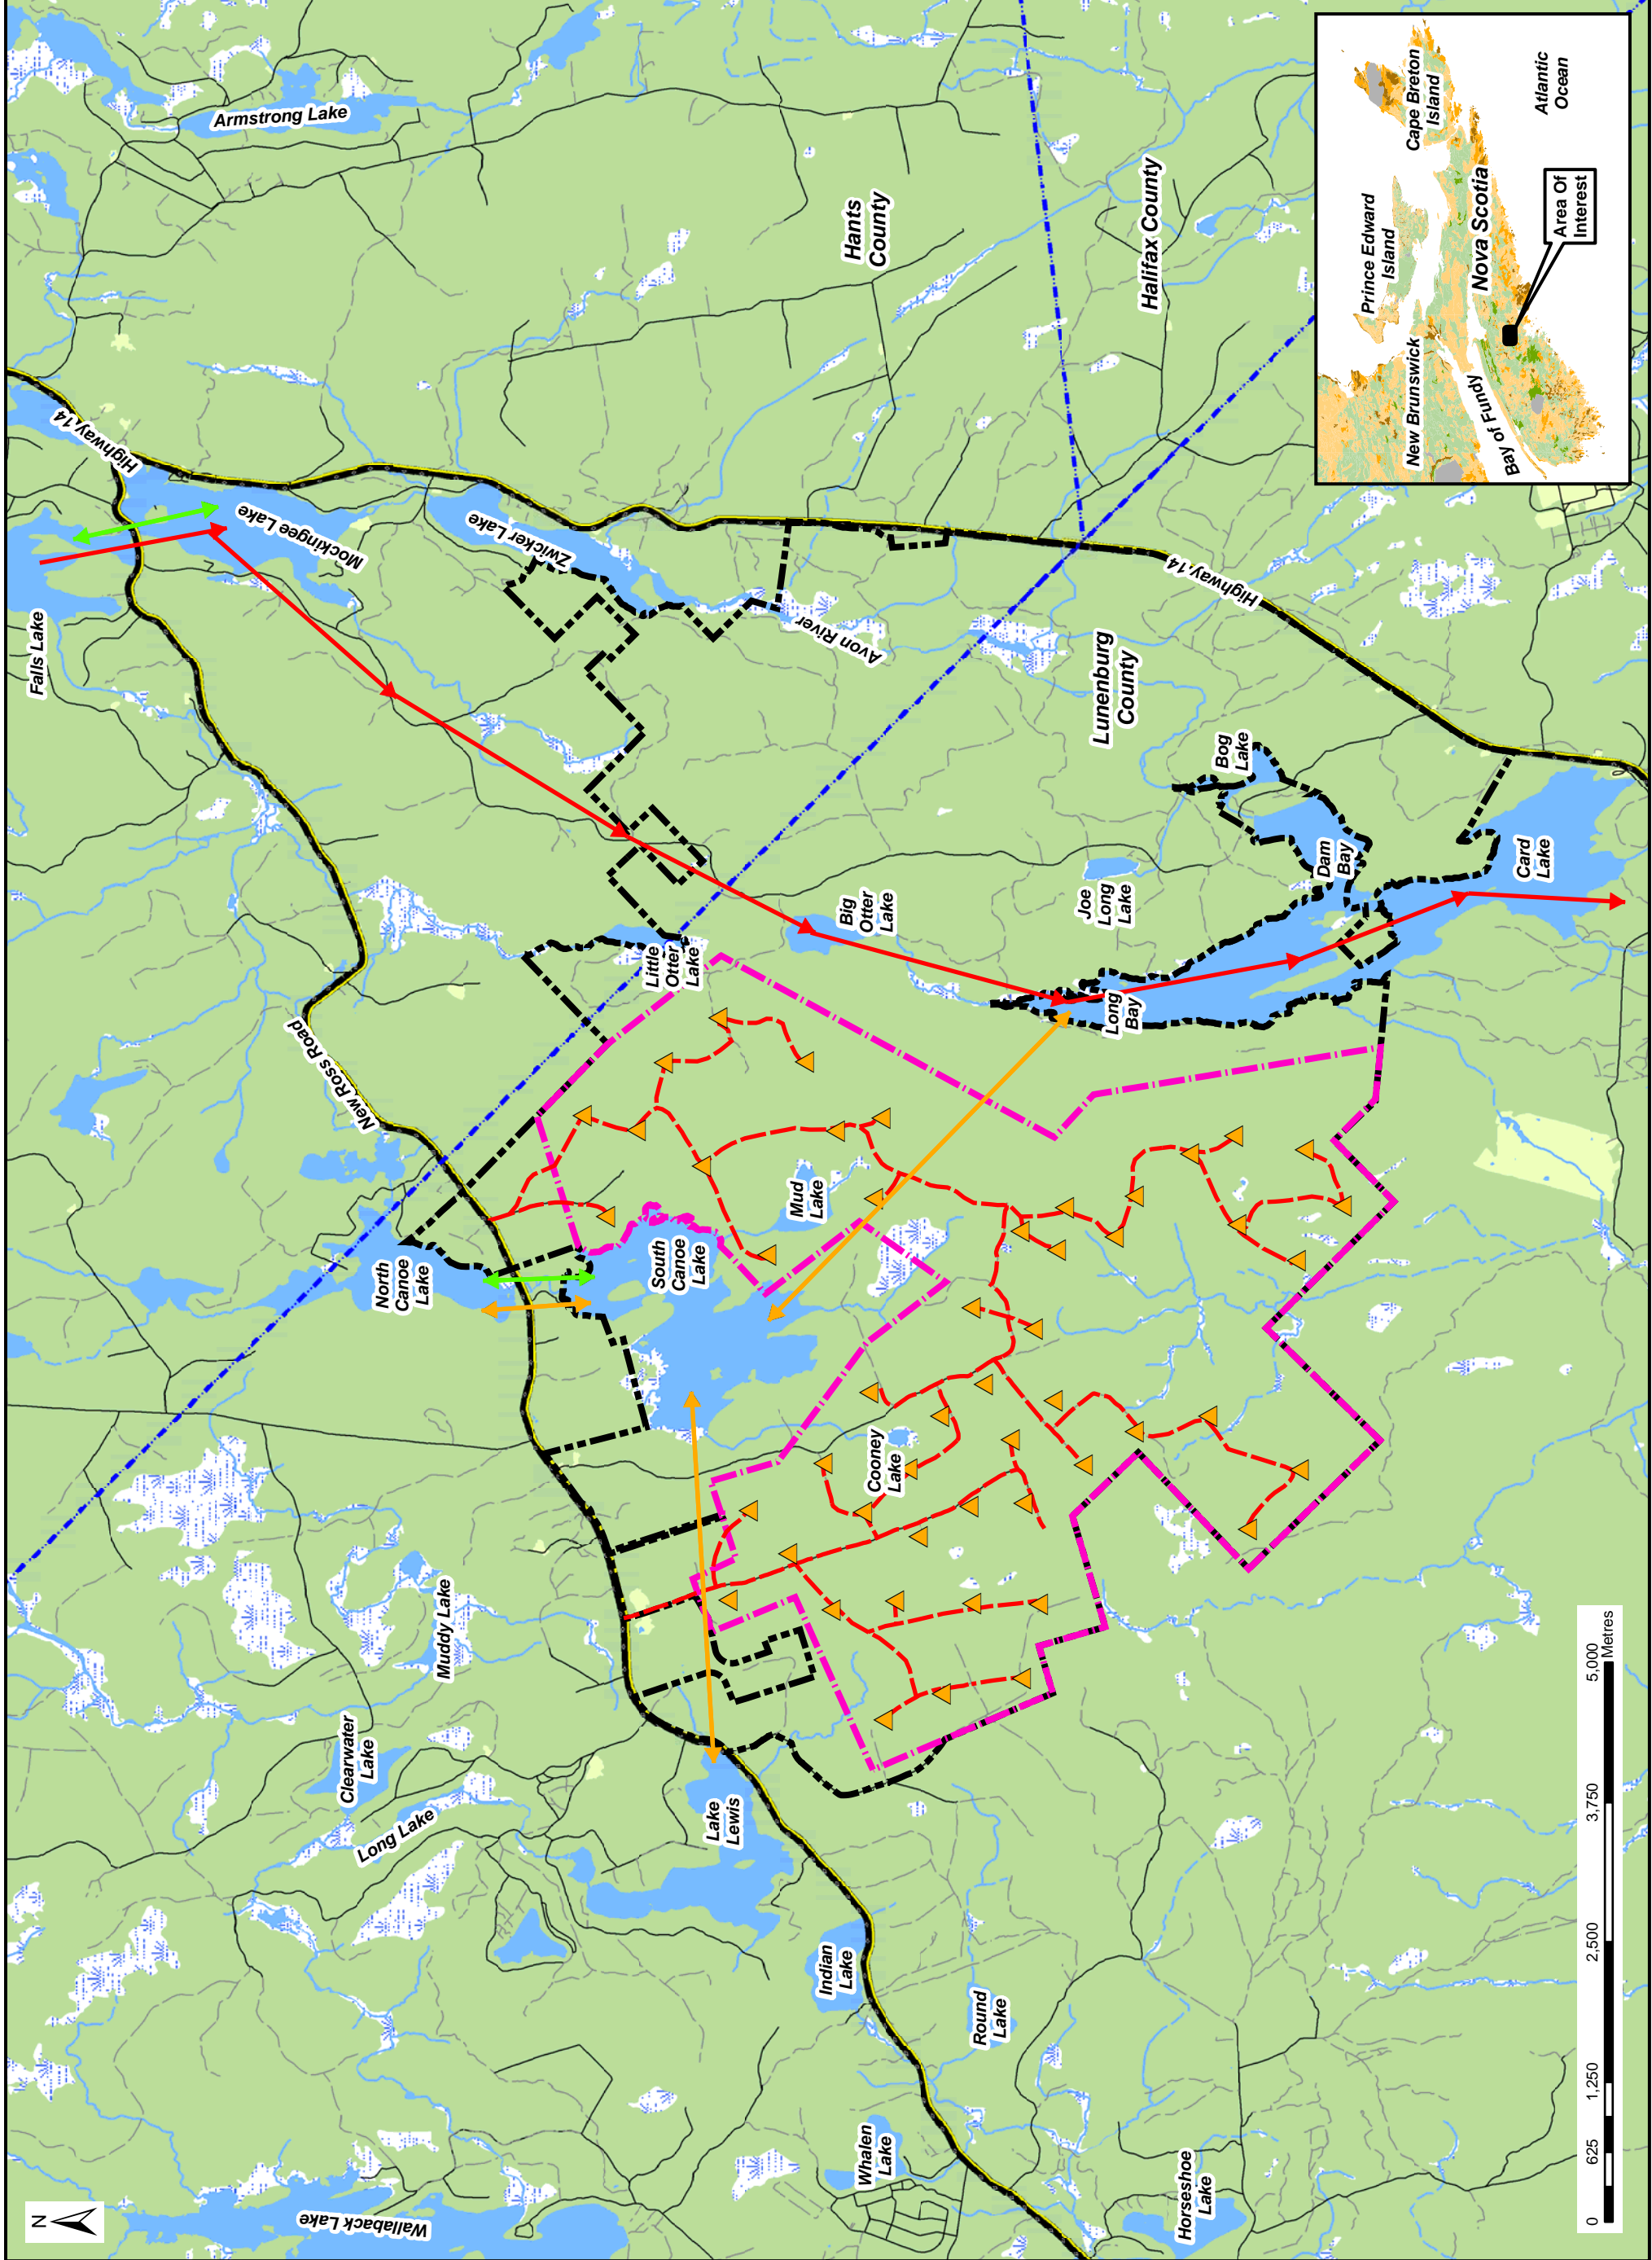 N
Wallaback Lake
Whalen
Lake
Horseshoe
Lake
Indian
Lake
Round
Lake
Long Lake
Clearwater
Lake
Muddy Lake
Lake
Lewis
North
Canoe
Lake
South
Canoe
Lake
Cooney
Lake
Mud
Lake
New Ross Road
Little
Otter
Lake
Big
Otter
Lake
Long
Bay
Joe
Long
Lake
Dam
Bay
Bog
Lake
Card
Lake
Lunenburg
County
Falls Lake
Mockingee Lake
Zwicker Lake
Avon River
Highway 14
Highway 14
Armstrong Lake
Hants
County
Halifax County
0
625
1,250
2,500
3,750
5,000
Metres
New Brunswick
Prince Edward
Island
Cape Breton
Island
Bay of Fundy
Nova Scotia
Atlantic
Ocean
Area Of
Interest